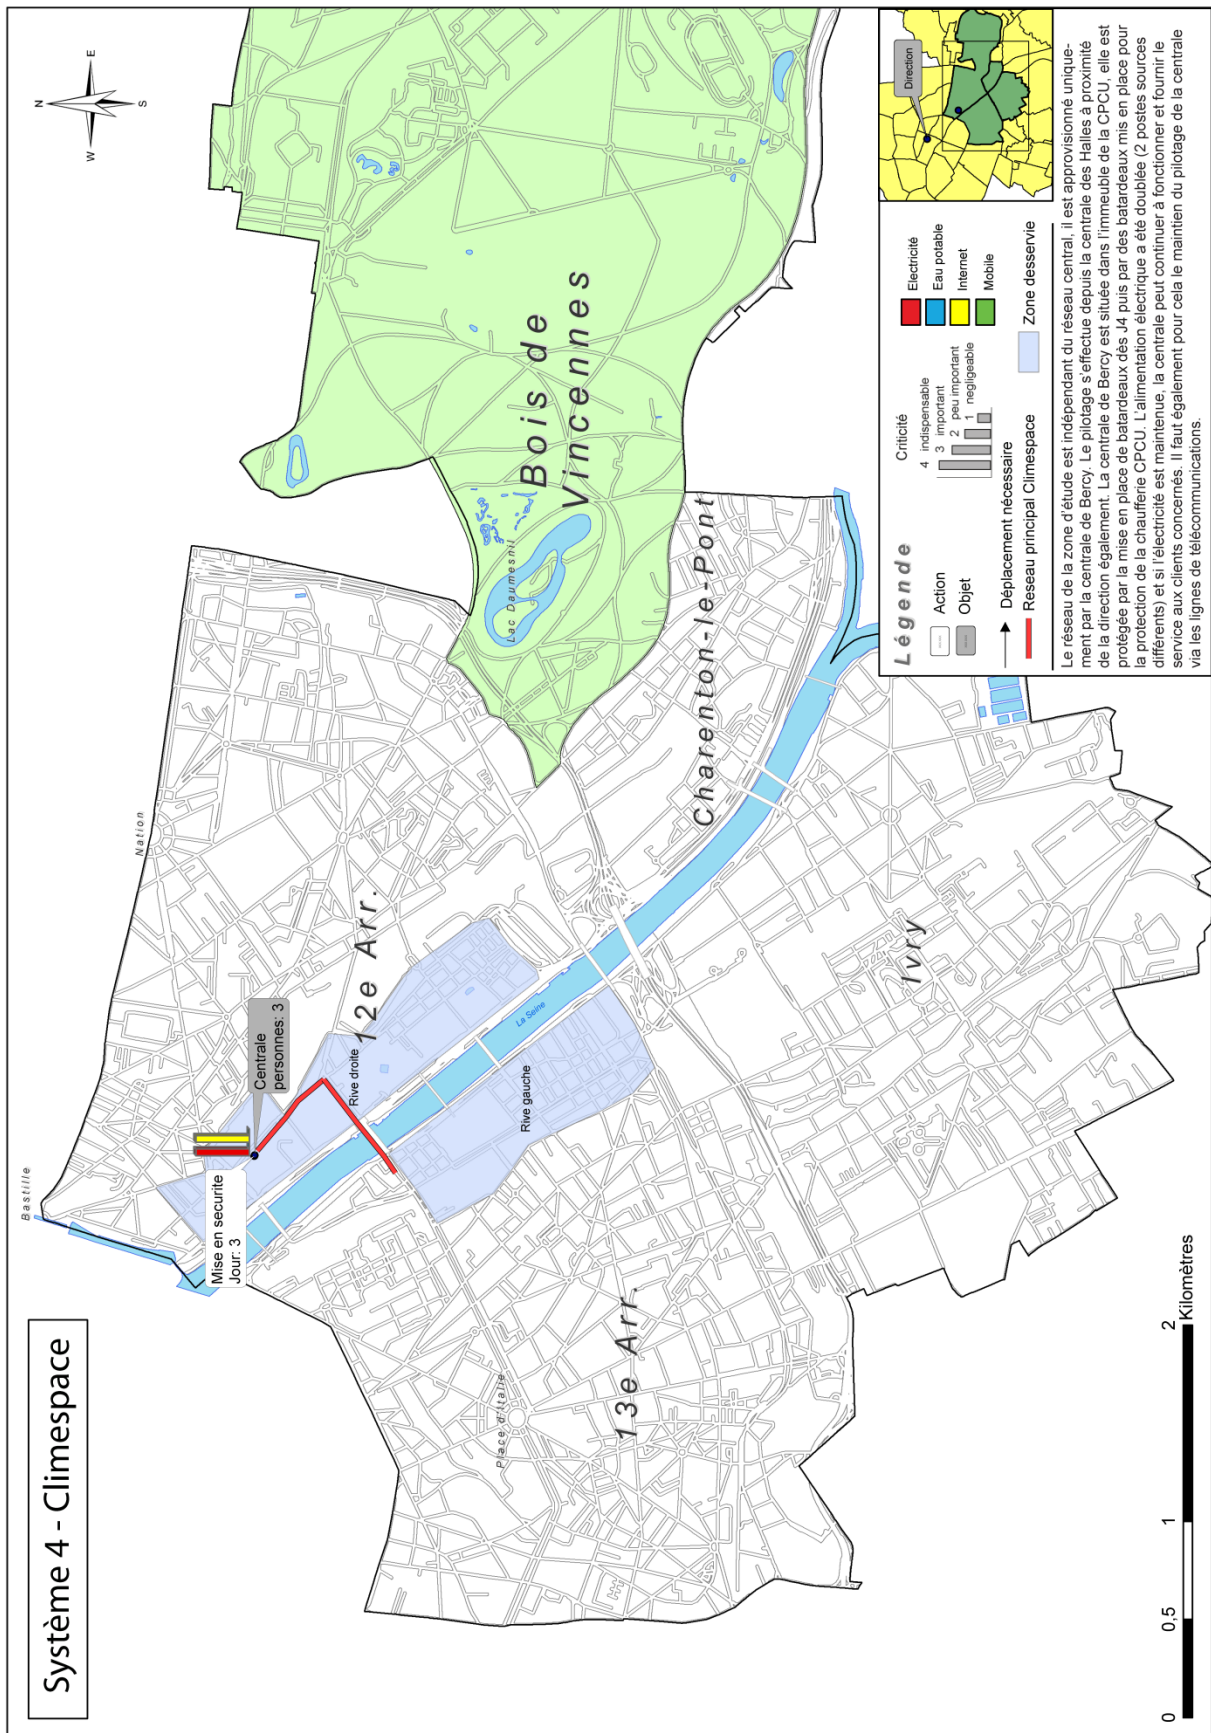 Système 4 - Climespace
N
W
E
S
Bastille
Nation
Mise en securite
Jour: 3
Centrale
personnes: 3
12e Arr.
Rive droite
La Seine
Rive gauche
Place d'Italie
13e Arr.
Ivry
Charenton-le-Pont
Lac Daumesnil
Bois de
Vincennes
0
0,5
1
2
Kilomètres
Légende
Action
Objet
Déplacement nécessaire
Reseau principal Climespace
Criticité
4 indispensable
3 important
2 peu important
1 negligeable
Electricité
Eau potable
Internet
Mobile
Zone desservie
Direction
Le réseau de la zone d'étude est indépendant du réseau central, il est approvisionné unique-
ment par la centrale de Bercy. Le pilotage s'effectue depuis la centrale des Halles à proximité
de la direction également. La centrale de Bercy est située dans l'immeuble de la CPCU, elle est
protégée par la mise en place de batardeaux dès J4 puis par des batardeaux mis en place pour
la protection de la chaufferie CPCU. L'alimentation électrique a été doublée (2 postes sources
différents) et si l'électricité est maintenue, la centrale peut continuer à fonctionner et fournir le
service aux clients concernés. Il faut également pour cela le maintien du pilotage de la centrale
via les lignes de télécommunications.